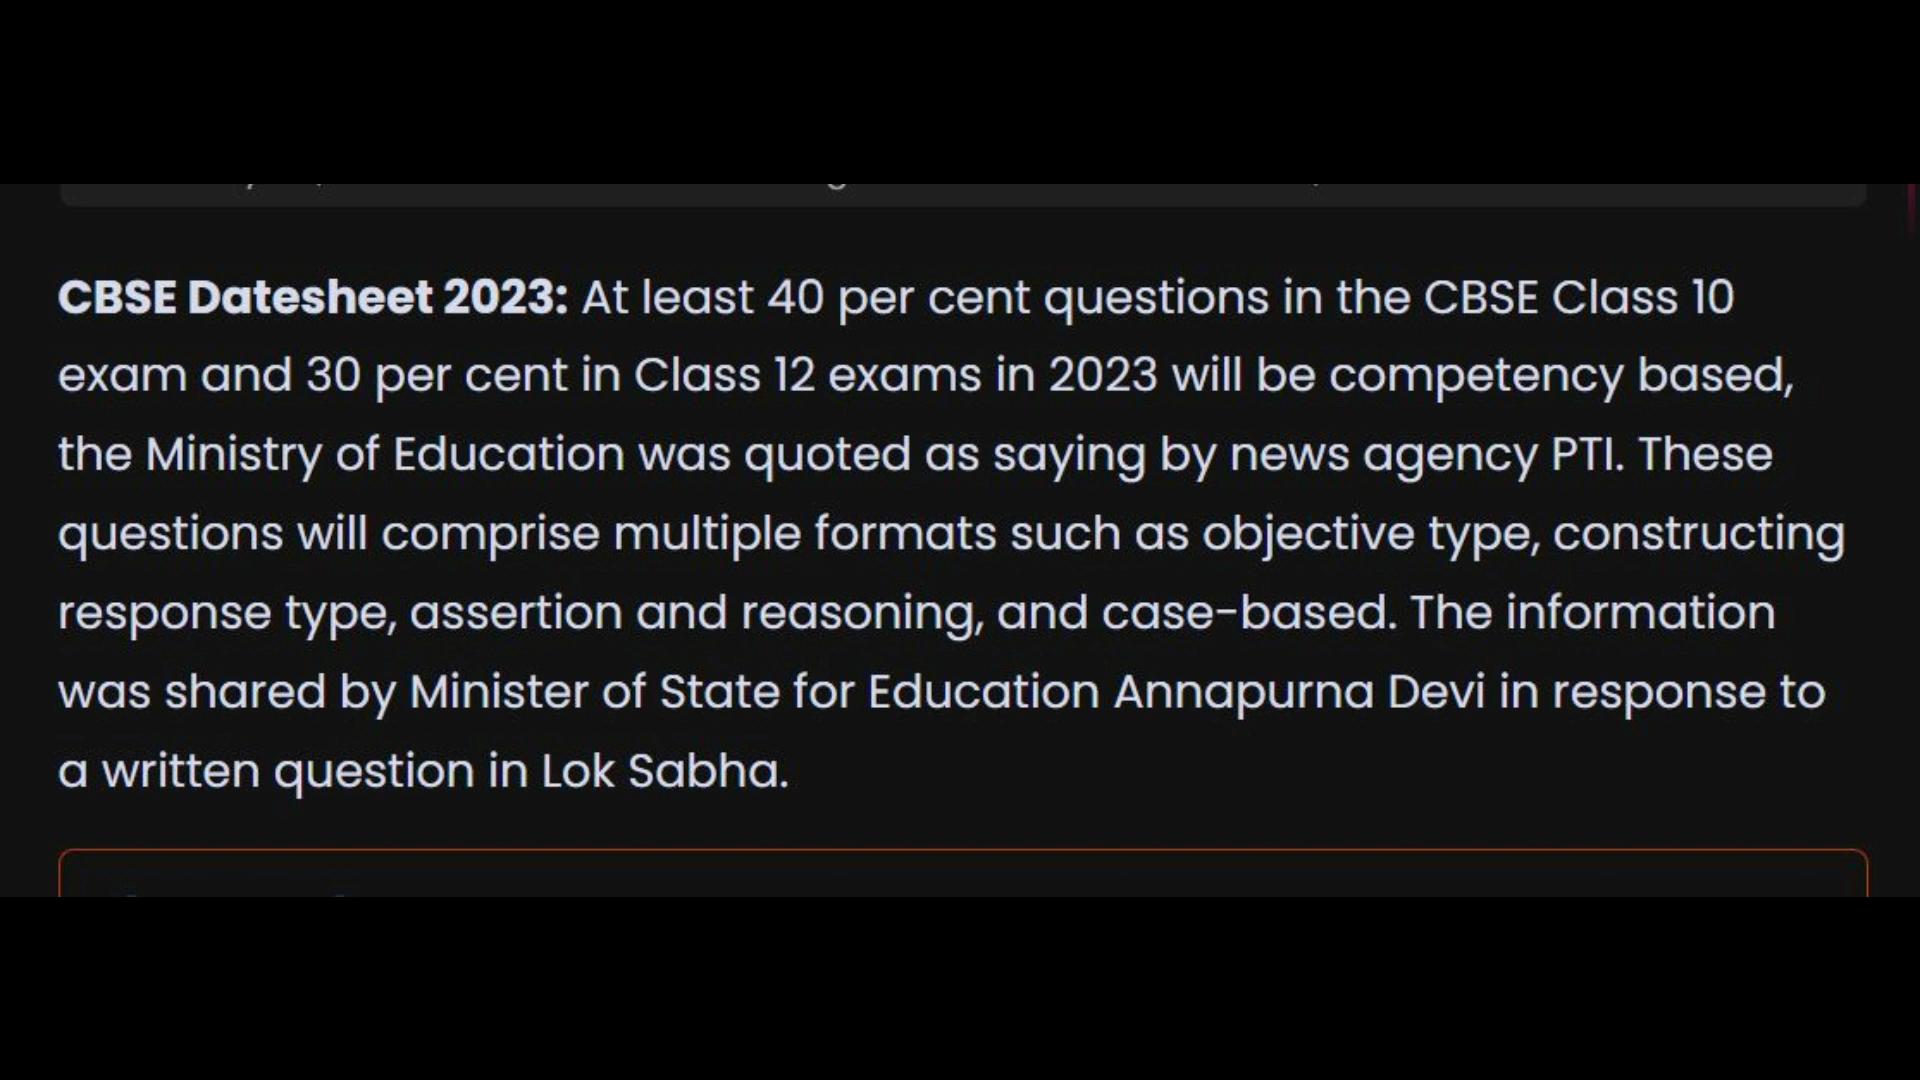 CBSE Datesheet 2023: At least 40 per cent questions in the CBSE Class 10
exam and 30 per cent in Class 12 exams in 2023 will be competency based,
the Ministry of Education was quoted as saying by news agency PTI. These
questions will comprise multiple formats such as objective type, constructing
response type, assertion and reasoning, and case-based. The information
was shared by Minister of State for Education Annapurna Devi in response to
a written question in Lok Sabha.